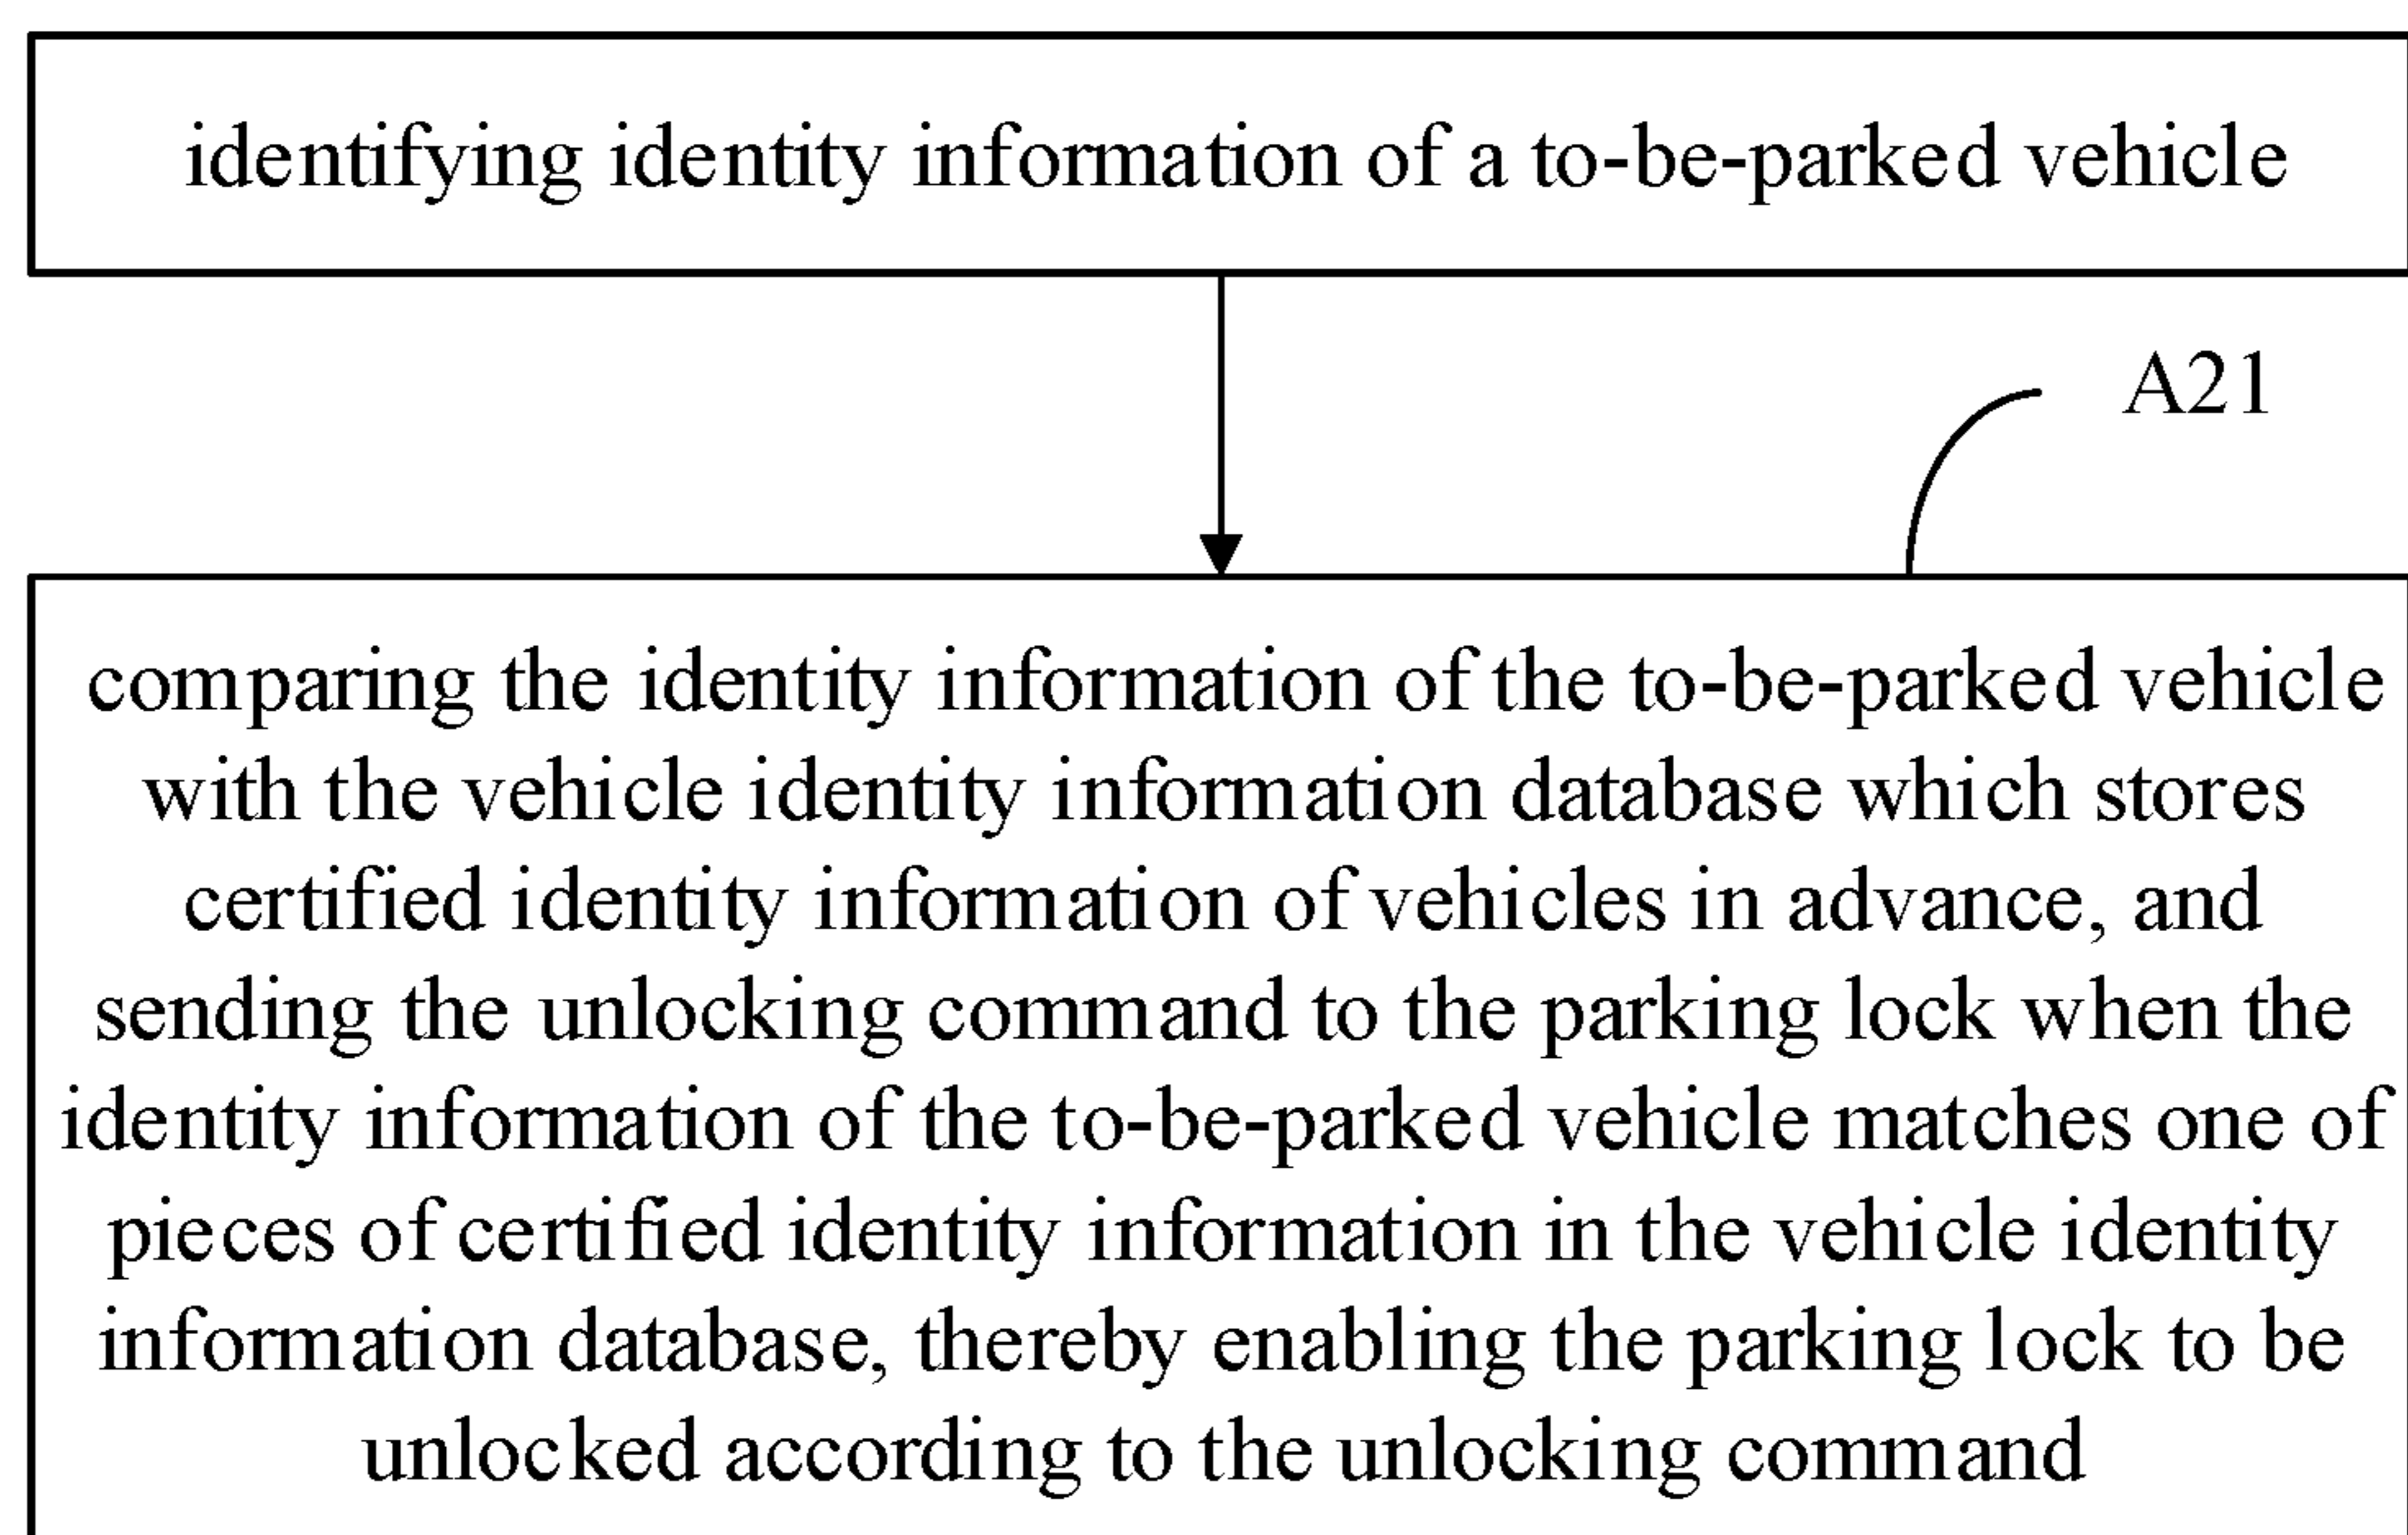 identifying identity information of a to-be-parked vehicle
A21
comparing the identity information of the to-be-parked vehicle
with the vehicle identity information database which stores
certified identity information of vehicles in advance, and
sending the unlocking command to the parking lock when the
identity information of the to-be-parked vehicle matches one of
pieces of certified identity information in the vehicle identity
information database, thereby enabling the parking lock to be
unlocked according to the unlocking command